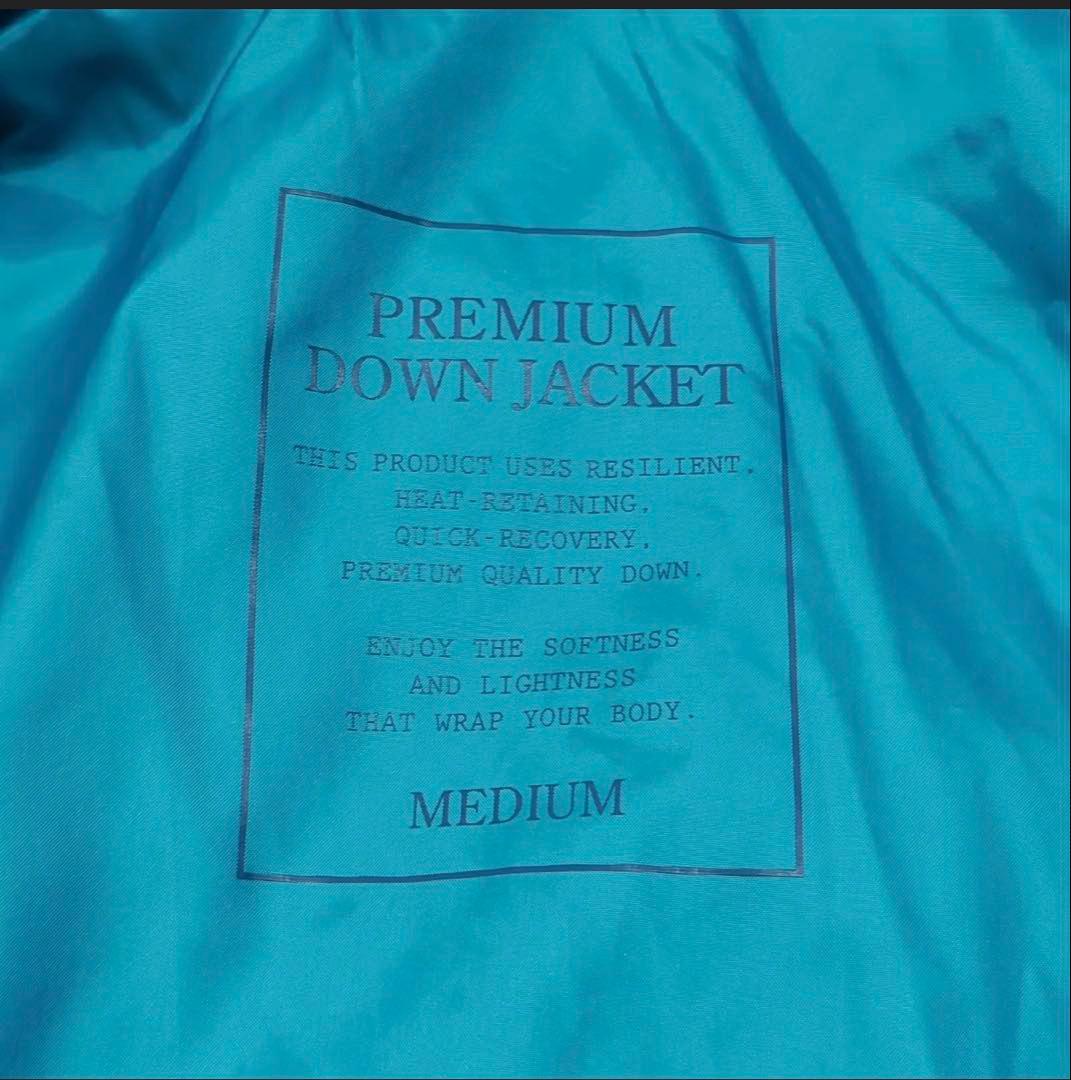 PREMIUM
DOWN JACKET
THIS PRODUCT USES RESILIENT,
HEAT-RETAINING,
QUICK-RECOVERY,
PREMIUM QUALITY DOWN.
ENJOY THE SOFTNESS
AND LIGHTNESS
THAT WRAP YOUR BODY.
MEDIUM